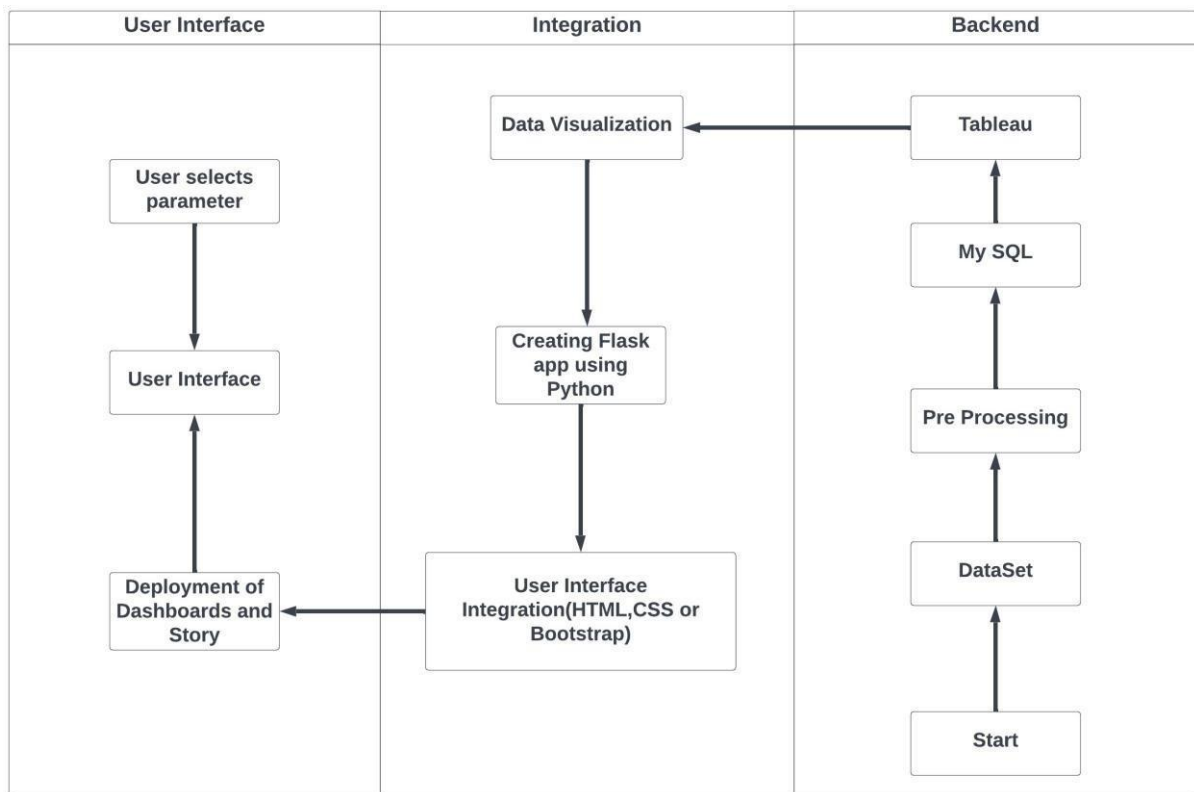 User Interface
Integration
Backend
User selects
parameter
User Interface
Deployment of
Dashboards and
Story
Data Visualization
Creating Flask
app using
Python
User Interface
Integration(HTML,CSS or
Bootstrap)
Tableau
My SQL
Pre Processing
DataSet
Start